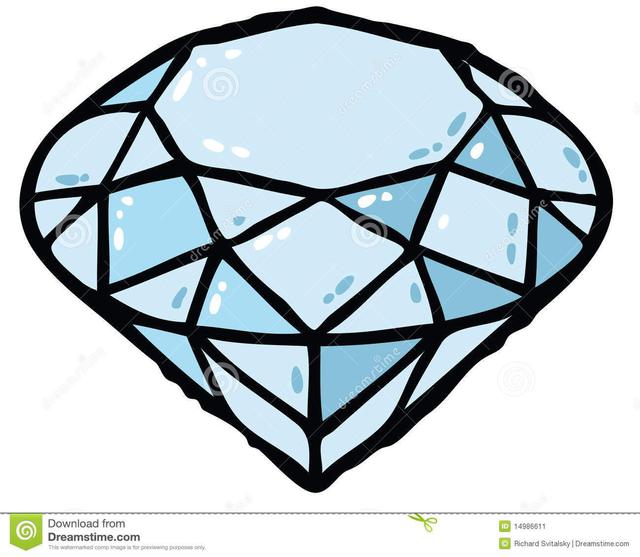 dreamstime
dreamstime
dreamstime
dreamstime
Download from
Dreamstime.com
This watermarked comp image is for previewing purposes only.
ID 14986611
© Richard Svitalsky | Dreamstime.com